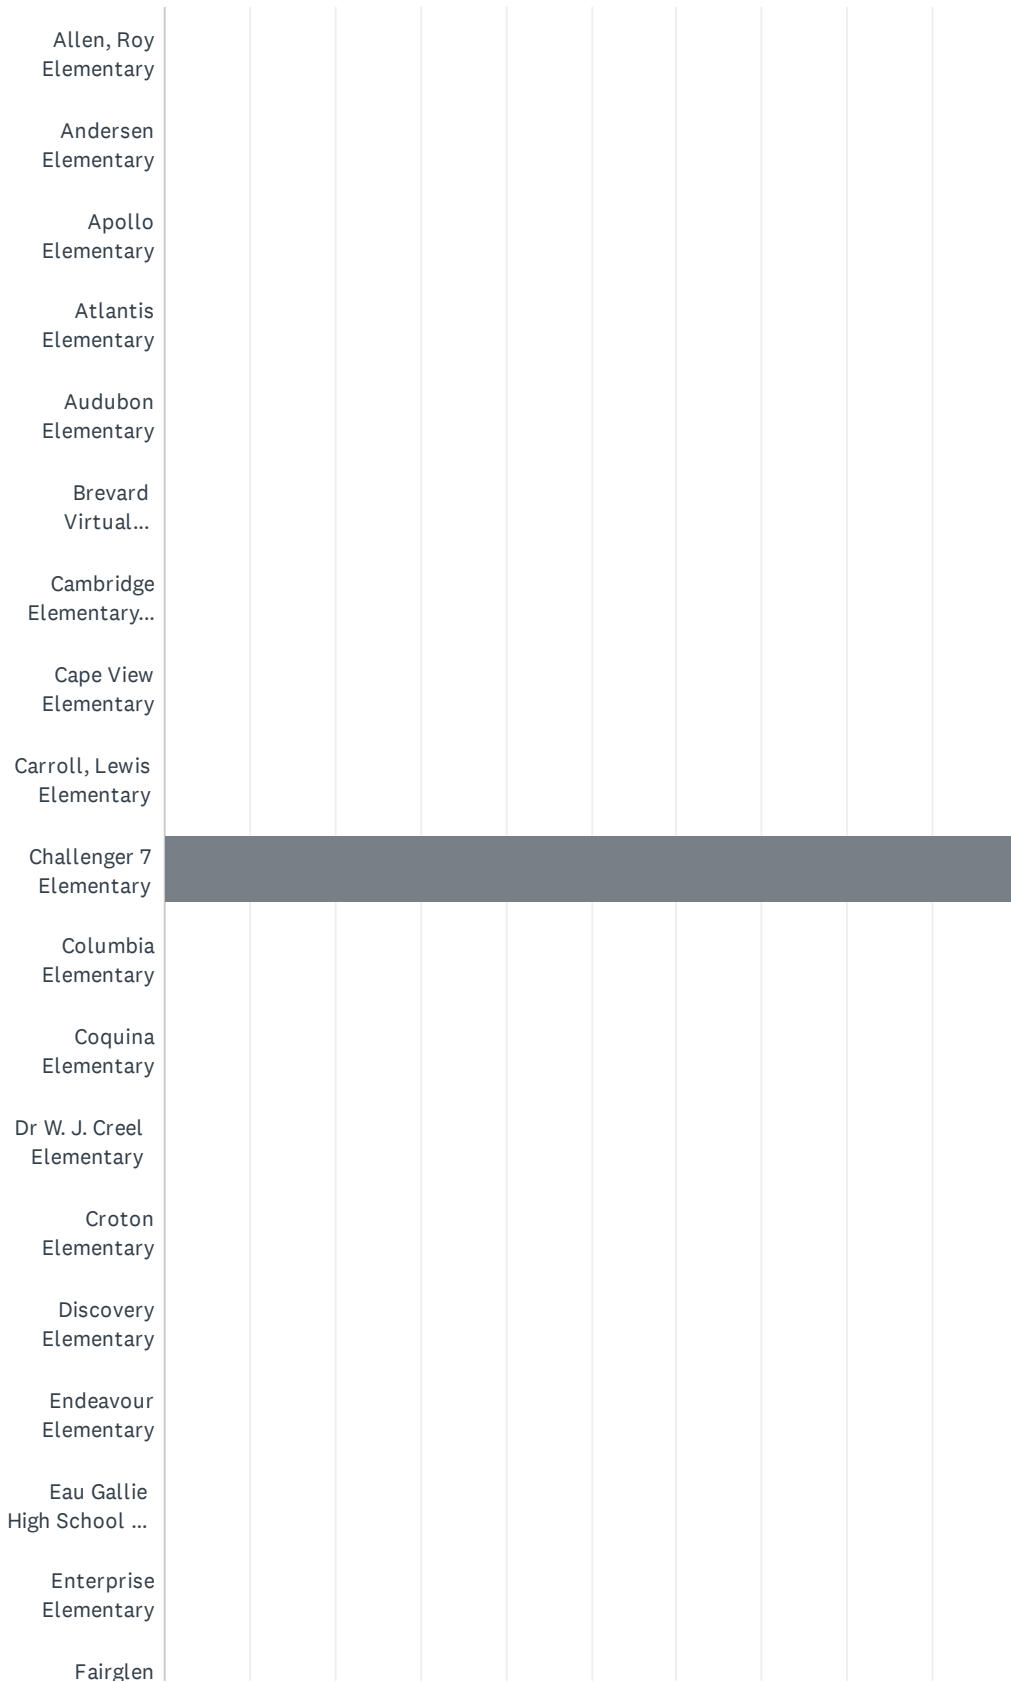 Allen, Roy
Elementary
Andersen
Elementary
Apollo
Elementary
Atlantis
Elementary
Audubon
Elementary
Brevard
Virtual...
Cambridge
Elementary...
Cape View
Elementary
Carroll, Lewis
Elementary
Challenger 7
Elementary
Columbia
Elementary
Coquina
Elementary
Dr W. J. Creel
Elementary
Croton
Elementary
Discovery
Elementary
Endeavour
Elementary
Eau Gallie
High School ...
Enterprise
Elementary
Fairglen